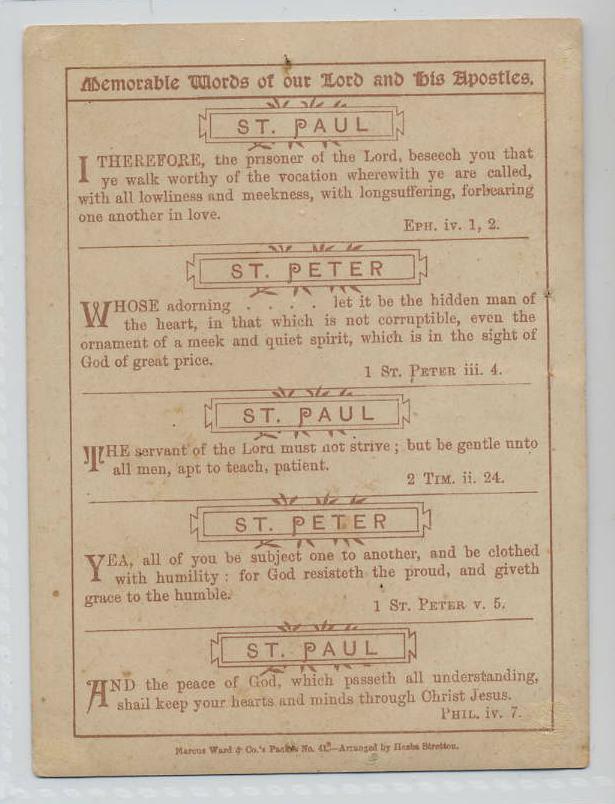 Memorable Words of our Lord and His Apostles.
ST. PAUL
I THEREFORE, the prisoner of the Lord, beseech you that
ye walk worthy of the vocation wherewith ye are called,
with all lowliness and meekness, with longsuffering, forbearing
one another in love.
EPH. iv. 1, 2.
ST. PETER
WHOSE adorning . . . . let it be the hidden man of
the heart, in that which is not corruptible, even the
ornament of a meek and quiet spirit, which is in the sight of
God of great price.
1 ST. PETER iii. 4.
ST. PAUL
THE servant of the Lord must not strive ; but be gentle unto
all men, apt to teach, patient.
2 TIM. ii. 24.
ST. PETER
YEA, all of you be subject one to another, and be clothed
with humility : for God resisteth the proud, and giveth
grace to the humble.
1 ST. PETER v. 5.
ST. PAUL
AND the peace of God, which passeth all understanding,
shall keep your hearts and minds through Christ Jesus.
PHIL. iv. 7.
Marcus Ward & Co.'s Packet No. 41.—Arranged by Hesba Stretton.